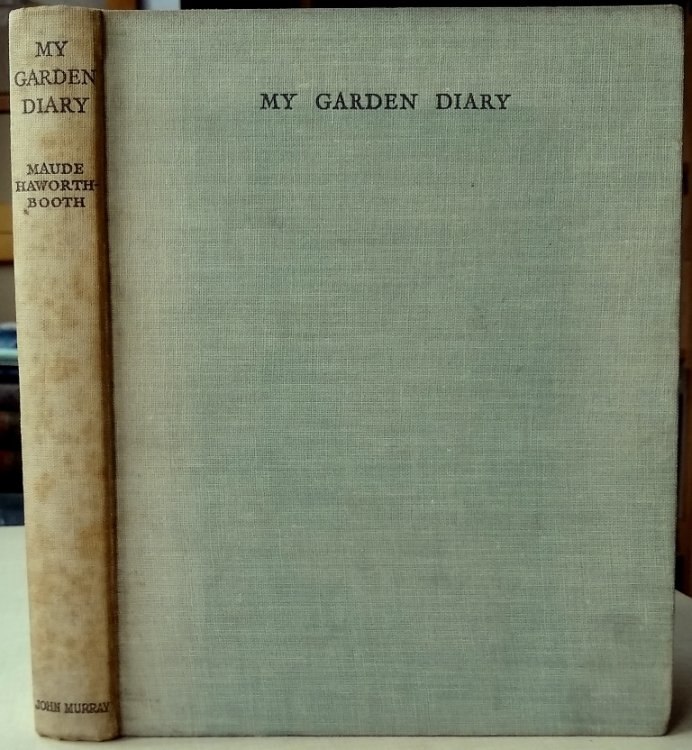 MY
GARDEN
DIARY
MAUDE
HAWORTH-
BOOTH
JOHN MURRAY
MY GARDEN DIARY